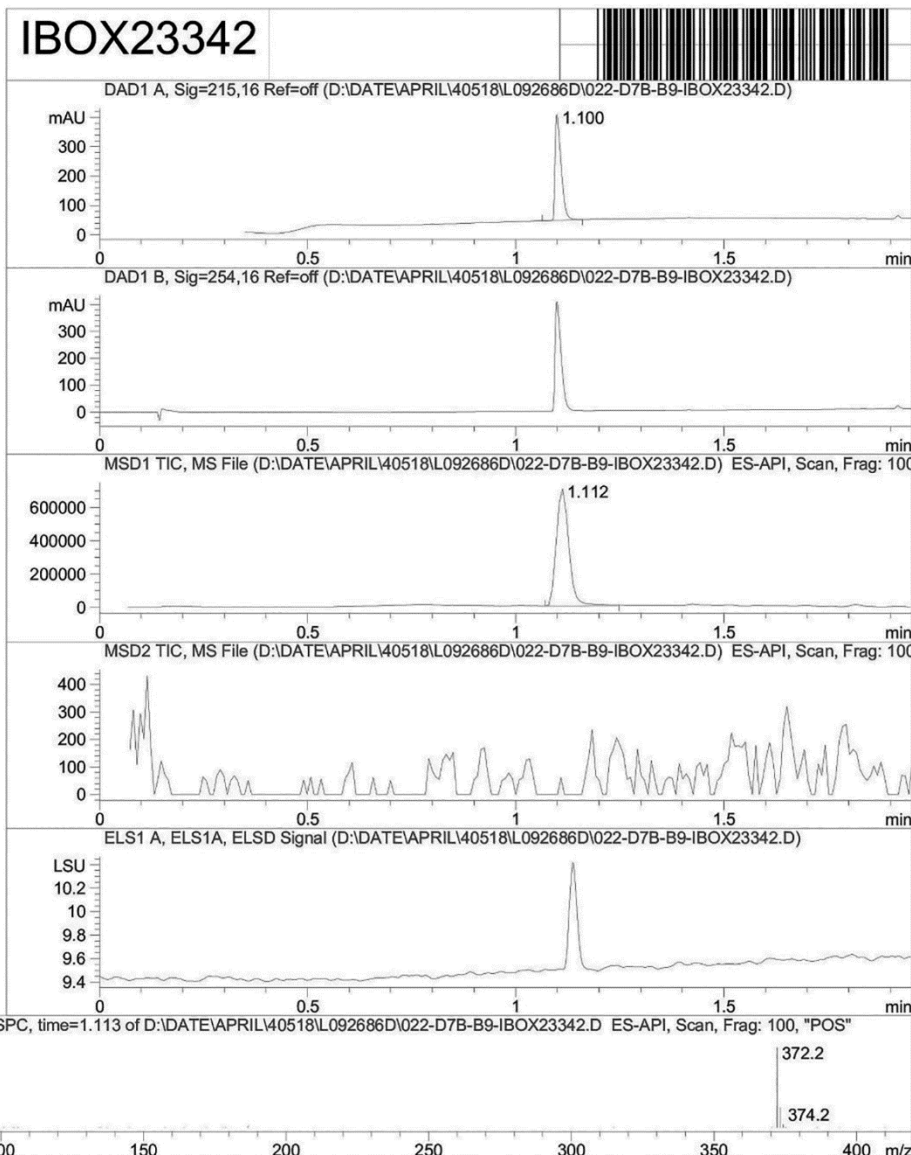 IBOX23342
DAD1 A, Sig=215,16 Ref=off (D:\DATE\APRIL\40518\L092686D\022-D7B-B9-IBOX23342.D)
mAU
300
200
100
0
1.100
0 0.5 1 1.5 min
DAD1 B, Sig=254,16 Ref=off (D:\DATE\APRIL\40518\L092686D\022-D7B-B9-IBOX23342.D)
mAU
300
200
100
0
0 0.5 1 1.5 min
MSD1 TIC, MS File (D:\DATE\APRIL\40518\L092686D\022-D7B-B9-IBOX23342.D) ES-API, Scan, Frag: 100
600000
400000
200000
0
1.112
0 0.5 1 1.5 min
MSD2 TIC, MS File (D:\DATE\APRIL\40518\L092686D\022-D7B-B9-IBOX23342.D) ES-API, Scan, Frag: 100
400
300
200
100
0
0 0.5 1 1.5 min
ELS1 A, ELS1A, ELSD Signal (D:\DATE\APRIL\40518\L092686D\022-D7B-B9-IBOX23342.D)
LSU
10.2
10
9.8
9.6
9.4
0 0.5 1 1.5 min
SPC, time=1.113 of D:\DATE\APRIL\40518\L092686D\022-D7B-B9-IBOX23342.D ES-API, Scan, Frag: 100, "POS"
372.2
374.2
00 150 200 250 300 350 400 m/z